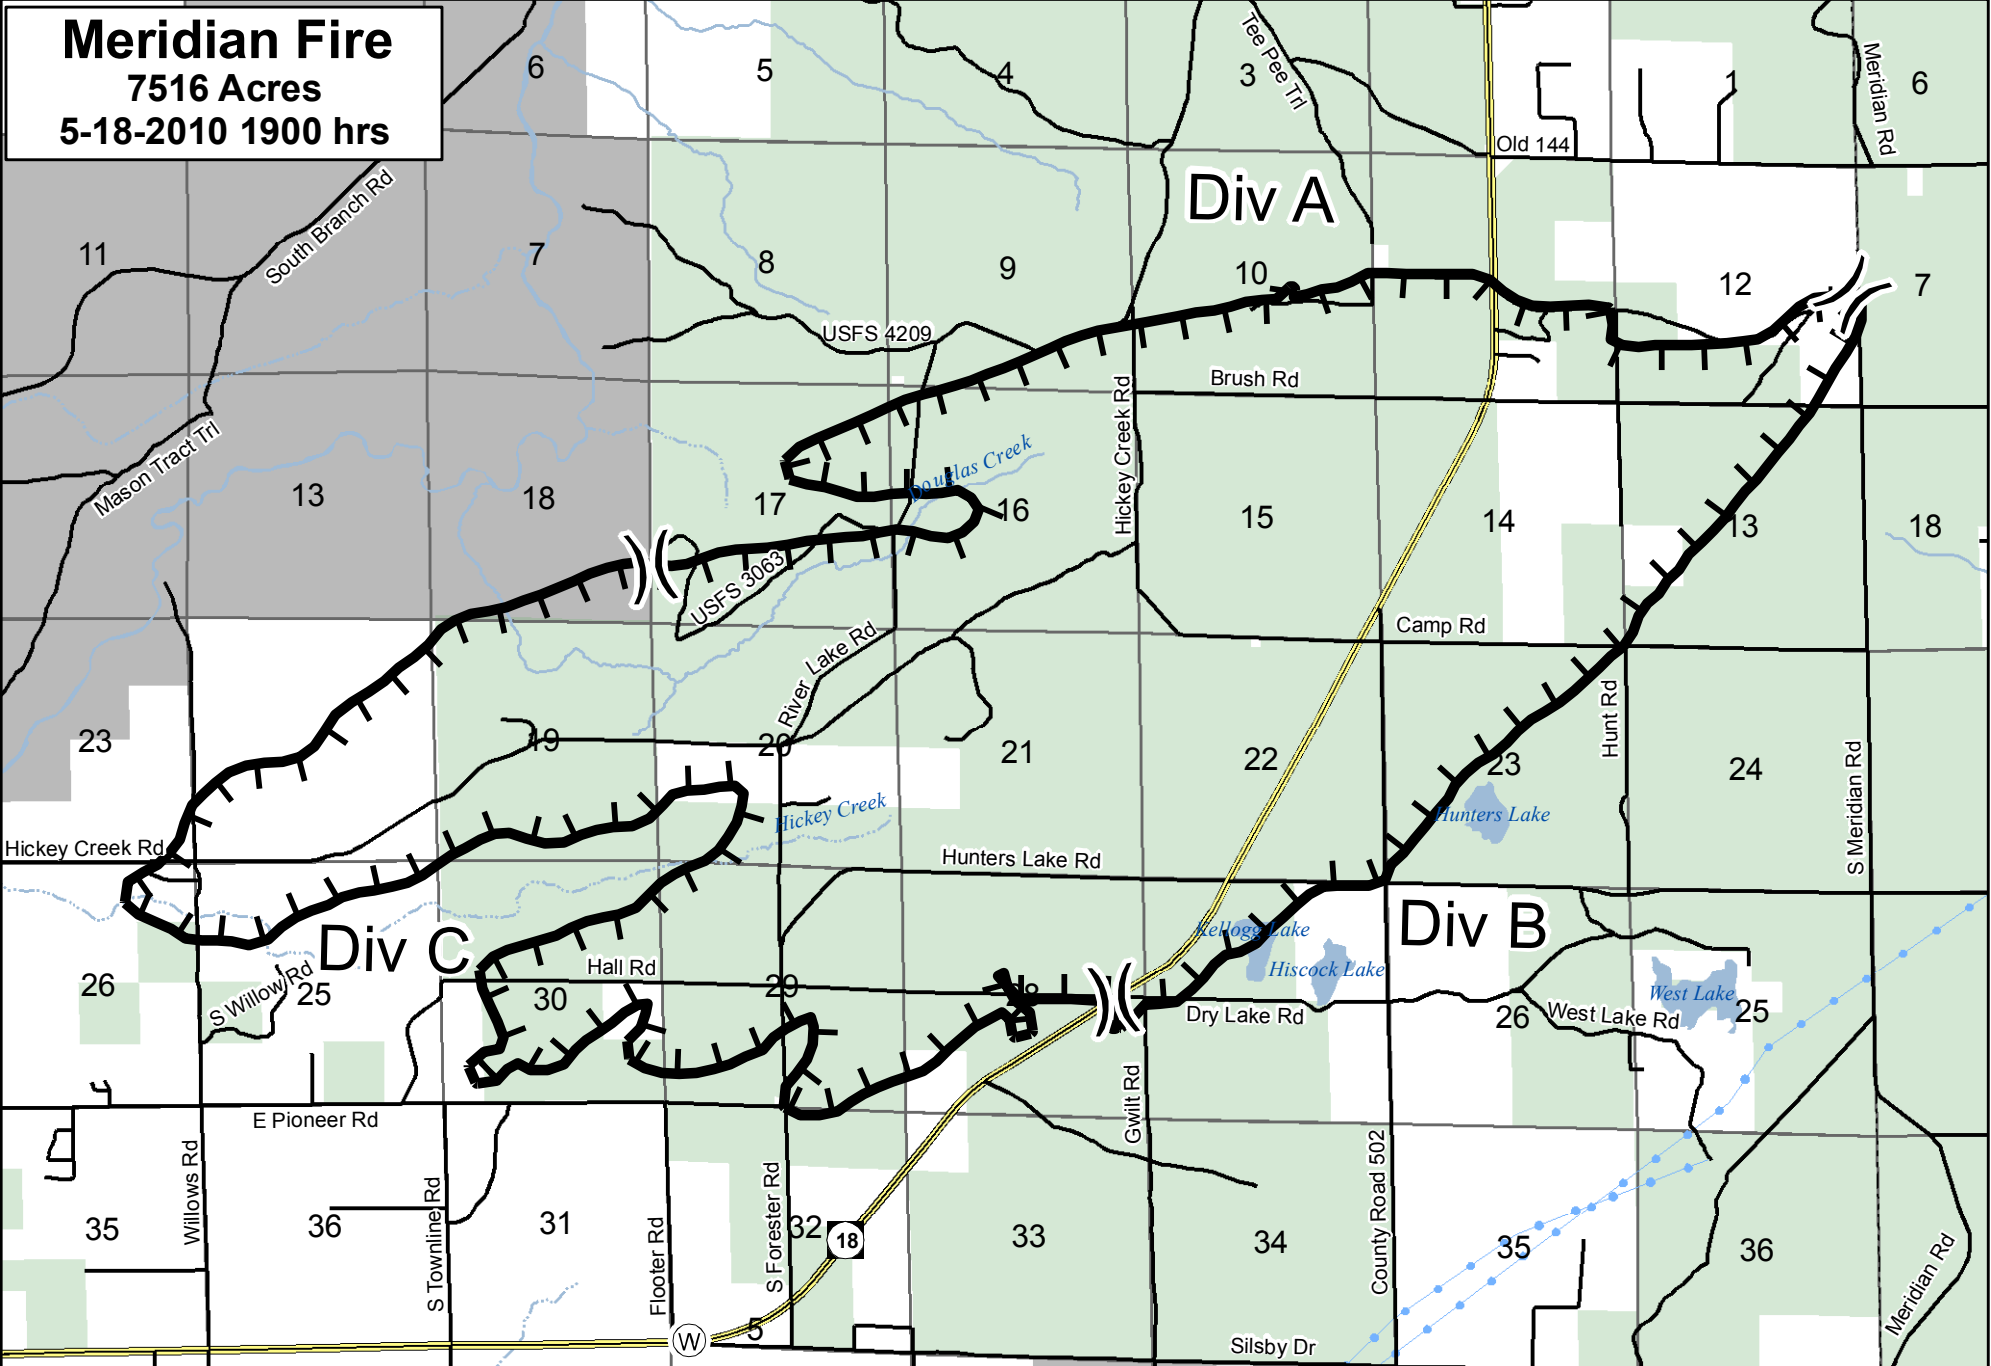 Meridian Fire
7516 Acres
5-18-2010 1900 hrs
6
5
4
3
Tee Pee Trl
1
Meridian Rd
6
Old 144
South Branch Rd
Div A
11
7
8
9
10
12
7
USFS 4209
Brush Rd
Hickey Creek Rd
Mason Tract Trl
Douglas Creek
13
18
17
16
15
14
13
18
USFS 3063
River Lake Rd
Camp Rd
Hunt Rd
S Meridian Rd
23
19
20
21
22
23
24
Hickey Creek
Hunters Lake
Hickey Creek Rd
Hunters Lake Rd
Div C
Div B
Kellogg Lake
Hiscock Lake
West Lake
Hall Rd
26
S Willow Rd
25
30
29
28
Dry Lake Rd
26
West Lake Rd
25
E Pioneer Rd
Gwilt Rd
Willows Rd
S Townline Rd
Flooter Rd
S Forester Rd
County Road 502
35
36
31
32
18
33
34
35
36
Meridian Rd
W
5
Silsby Dr